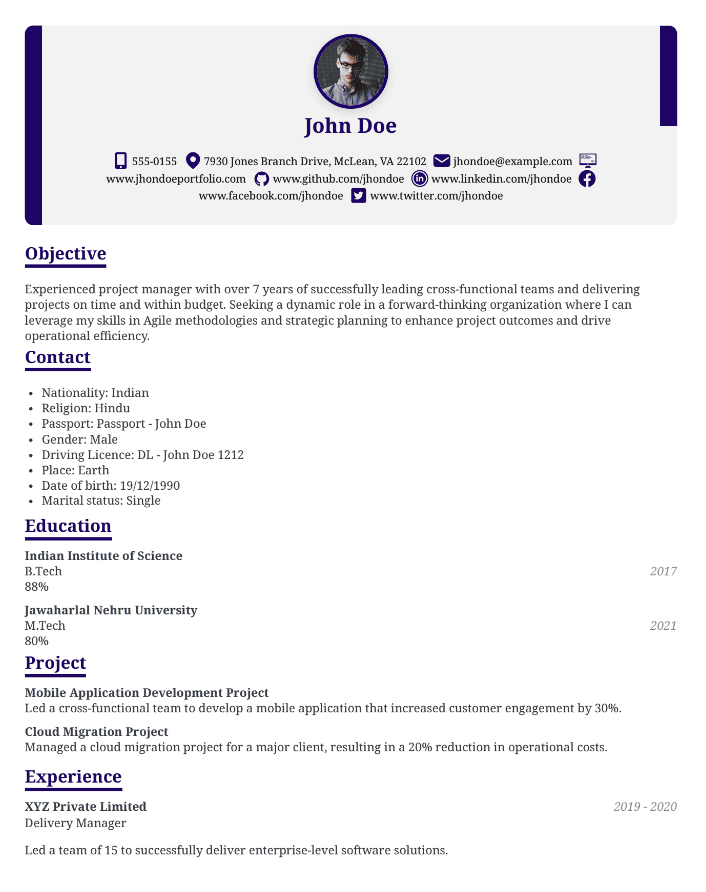 John Doe
555-0155 7930 Jones Branch Drive, McLean, VA 22102 jhondoe@example.com
www.jhondoeportfolio.com www.github.com/jhondoe www.linkedin.com/jhondoe
www.facebook.com/jhondoe www.twitter.com/jhondoe
Objective
Experienced project manager with over 7 years of successfully leading cross-functional teams and delivering
projects on time and within budget. Seeking a dynamic role in a forward-thinking organization where I can
leverage my skills in Agile methodologies and strategic planning to enhance project outcomes and drive
operational efficiency.
Contact
• Nationality: Indian
• Religion: Hindu
• Passport: Passport - John Doe
• Gender: Male
• Driving Licence: DL - John Doe 1212
• Place: Earth
• Date of birth: 19/12/1990
• Marital status: Single
Education
Indian Institute of Science
B.Tech 2017
88%
Jawaharlal Nehru University
M.Tech 2021
80%
Project
Mobile Application Development Project
Led a cross-functional team to develop a mobile application that increased customer engagement by 30%.
Cloud Migration Project
Managed a cloud migration project for a major client, resulting in a 20% reduction in operational costs.
Experience
XYZ Private Limited 2019 - 2020
Delivery Manager
Led a team of 15 to successfully deliver enterprise-level software solutions.